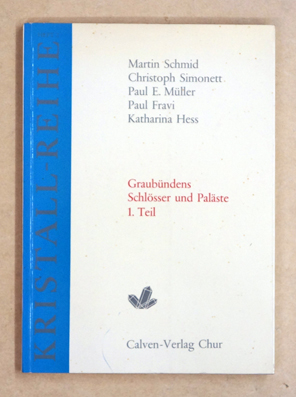 KRISTALL-REIHE
Martin Schmid
Christoph Simonett
Paul E. Müller
Paul Fravi
Katharina Hess
Graubündens
Schlösser und Paläste
1. Teil
Calven-Verlag Chur